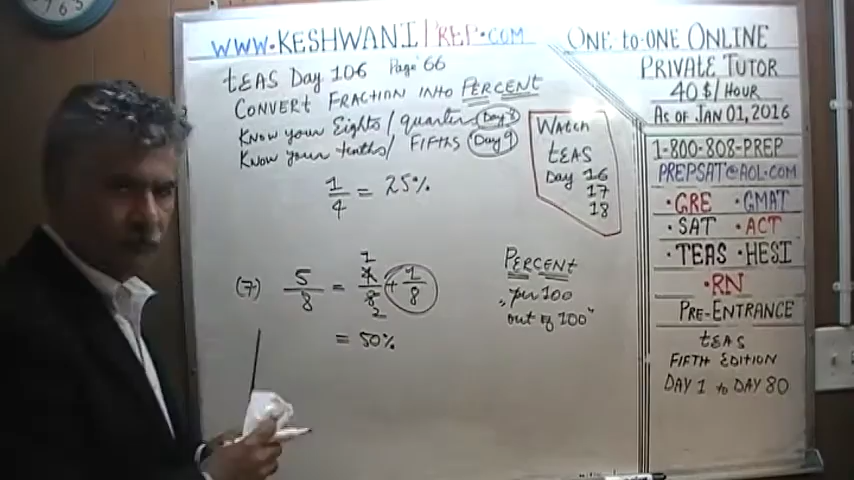 WWW.KESHWANIPREP.COM
tEAS Day 106 Page 66
CONVERT FRACTION INTO PERCENT
KNOW YOUR Eights/ quarters Day 8
KNOW YOUR tenths/ FIFTHS Day 9
1/4 = 25%
(7) 5/8 = 4/8 + 1/8
1
2
= 50%
WATCH
tEAS
DAY 16
17
18
PERCENT
"per 100
out of 100"
ONE to-ONE ONLINE
PRIVATE TUTOR
40$/HOUR
AS OF JAN 01, 2016
1-800-808-PREP
PREPSAT@AOL.COM
•GRE •GMAT
•SAT •ACT
•TEAS •HESI
•RN
PRE-ENTRANCE
tEAS
FIFTH EDITION
DAY 1 to DAY 80